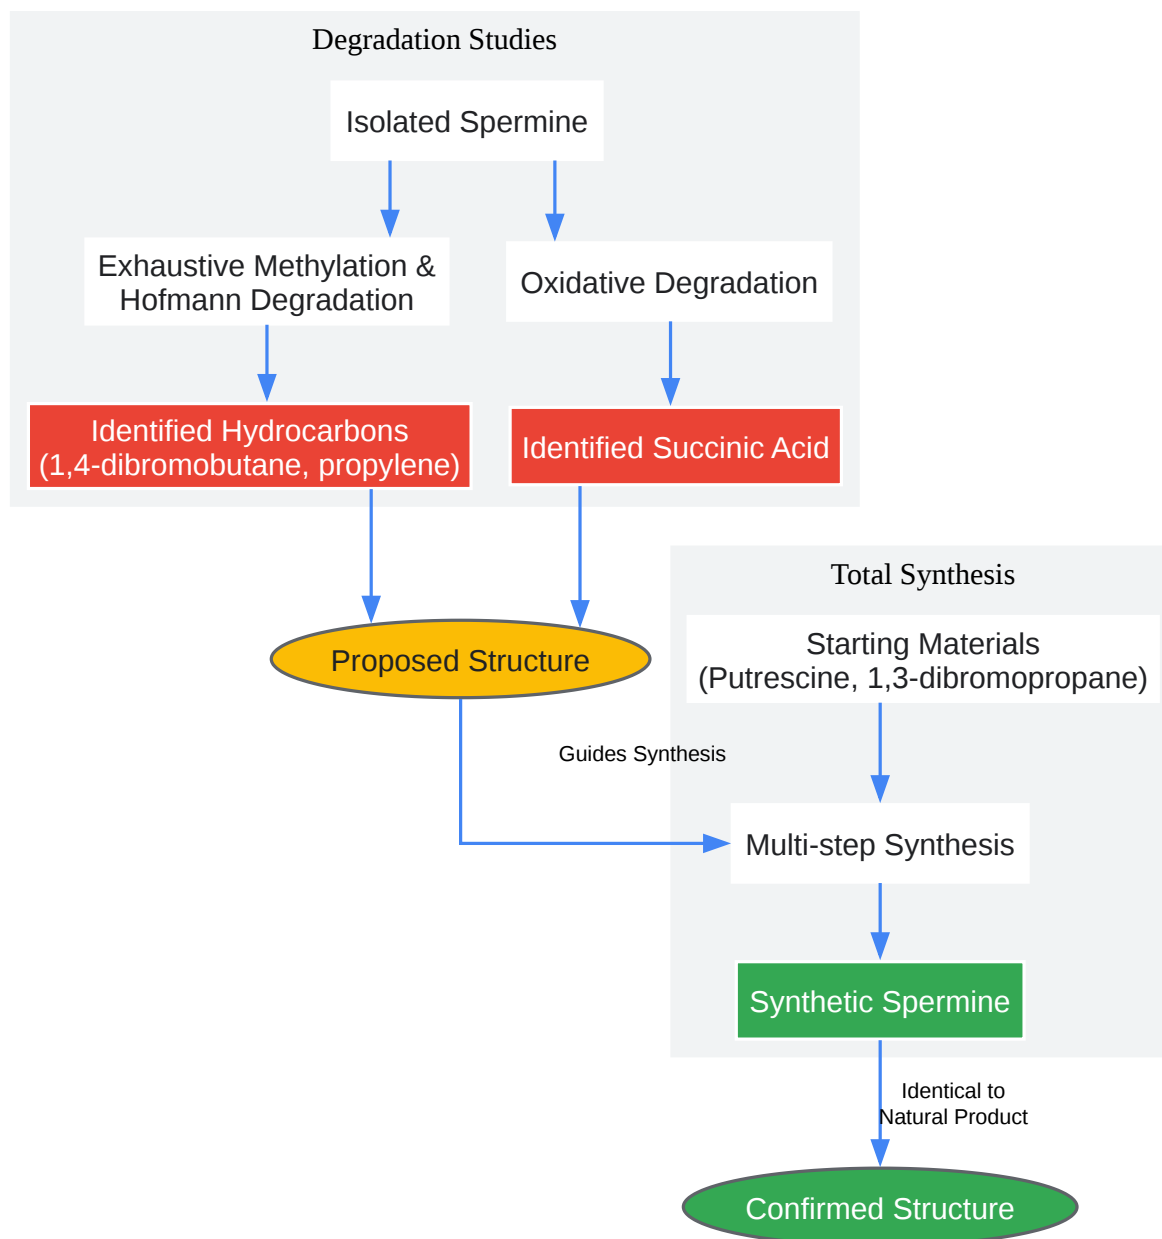 Degradation Studies
Isolated Spermine
Exhaustive Methylation &
Hofmann Degradation
Oxidative Degradation
Identified Hydrocarbons
(1,4-dibromobutane, propylene)
Identified Succinic Acid
Proposed Structure
Total Synthesis
Starting Materials
(Putrescine, 1,3-dibromopropane)
Guides Synthesis
Multi-step Synthesis
Synthetic Spermine
Identical to
Natural Product
Confirmed Structure